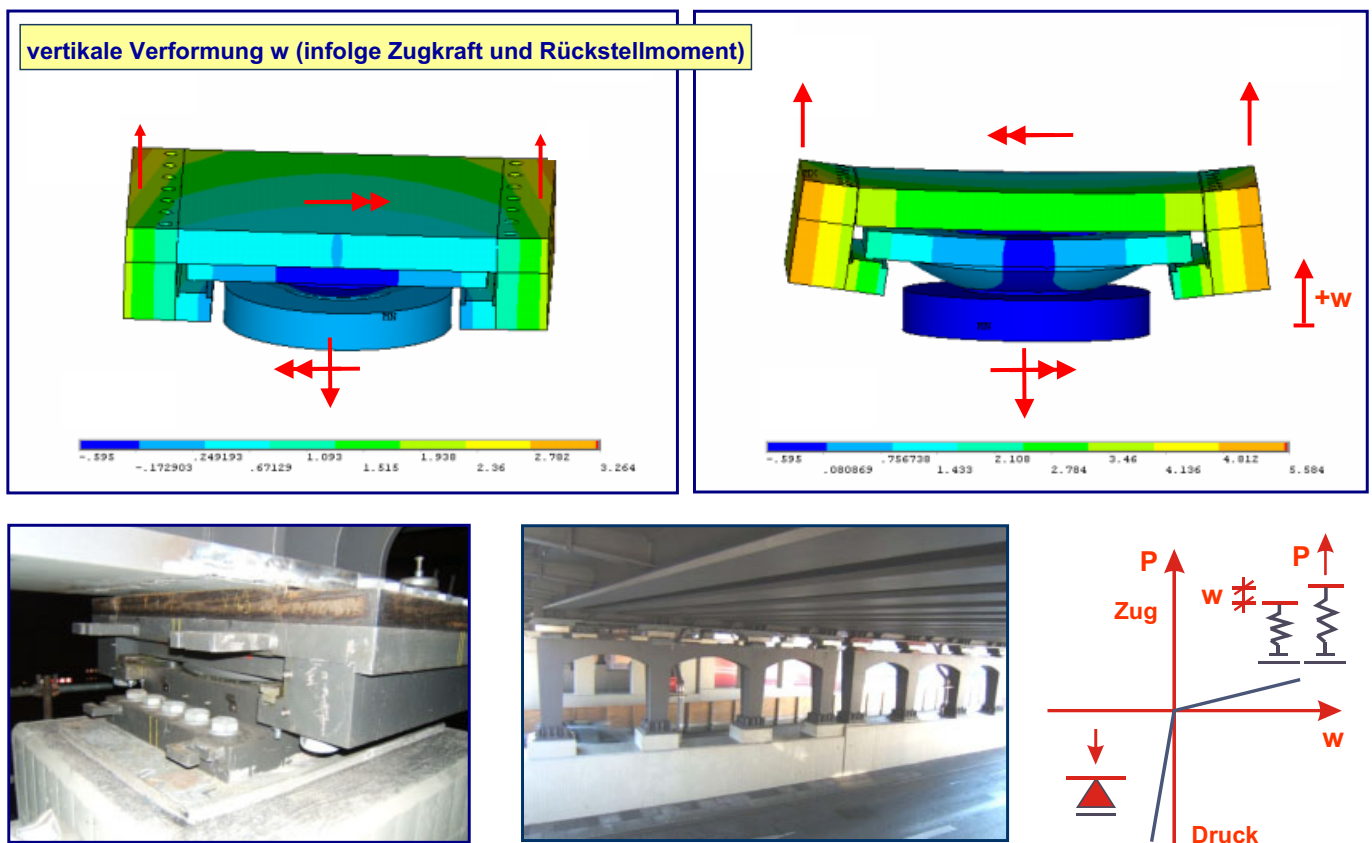 vertikale Verformung w (infolge Zugkraft und Rückstellmoment)
MN
-.595 .249193 1.093 1.938 2.782
-.172903 .67129 1.515 2.36 3.264
MX
+w
-.595 .756738 2.108 3.46 4.812
.080869 1.433 2.784 4.136 5.584
P P
w
Zug
w
Druck